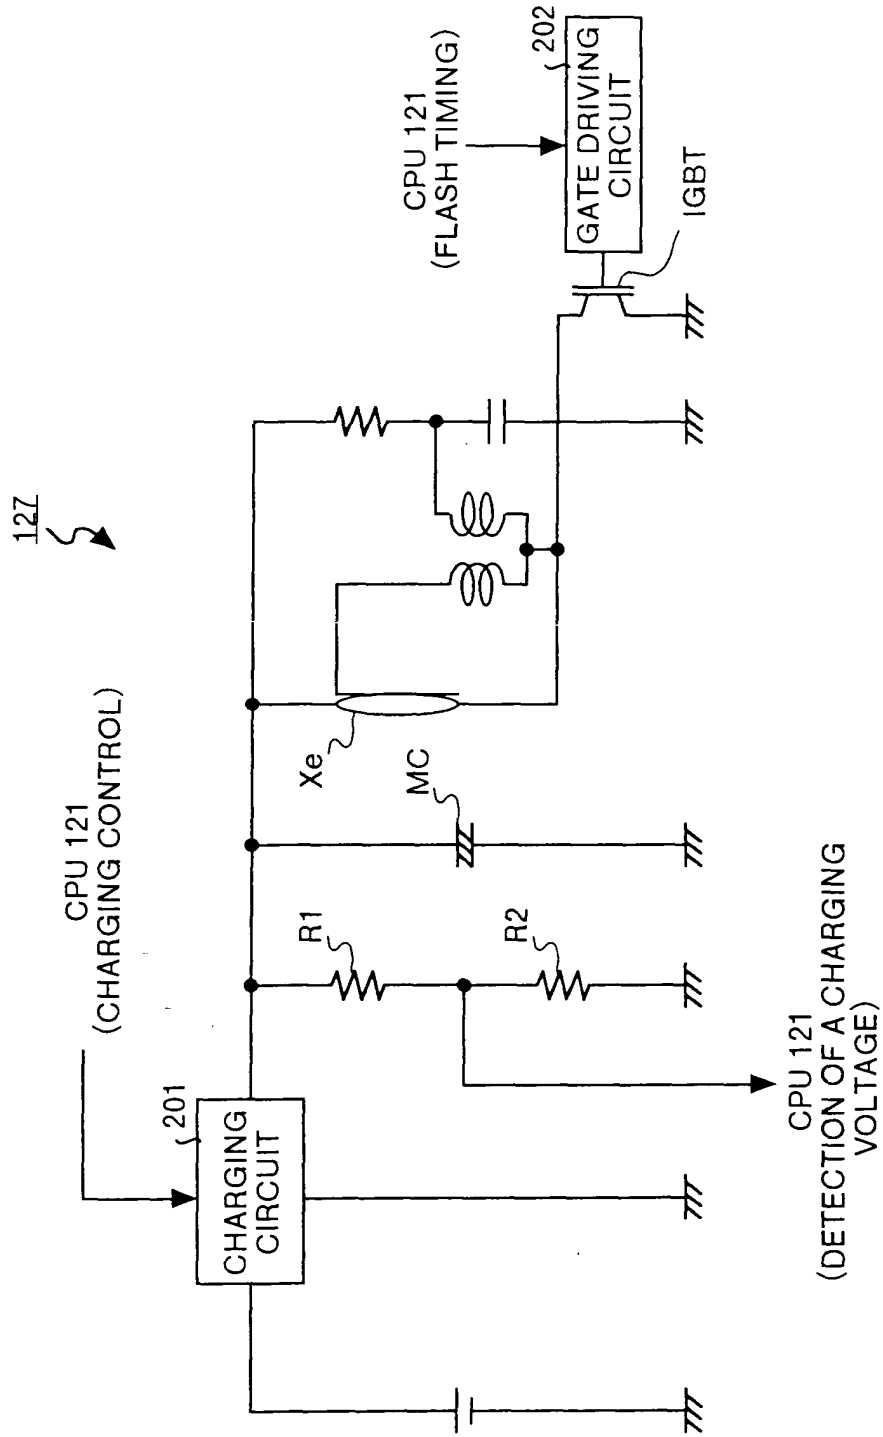 127
CPU 121
(CHARGING CONTROL)
201
CHARGING
CIRCUIT
R1
R2
CPU 121
(DETECTION OF A CHARGING
VOLTAGE)
MC
Xe
CPU 121
(FLASH TIMING)
202
GATE DRIVING
CIRCUIT
IGBT